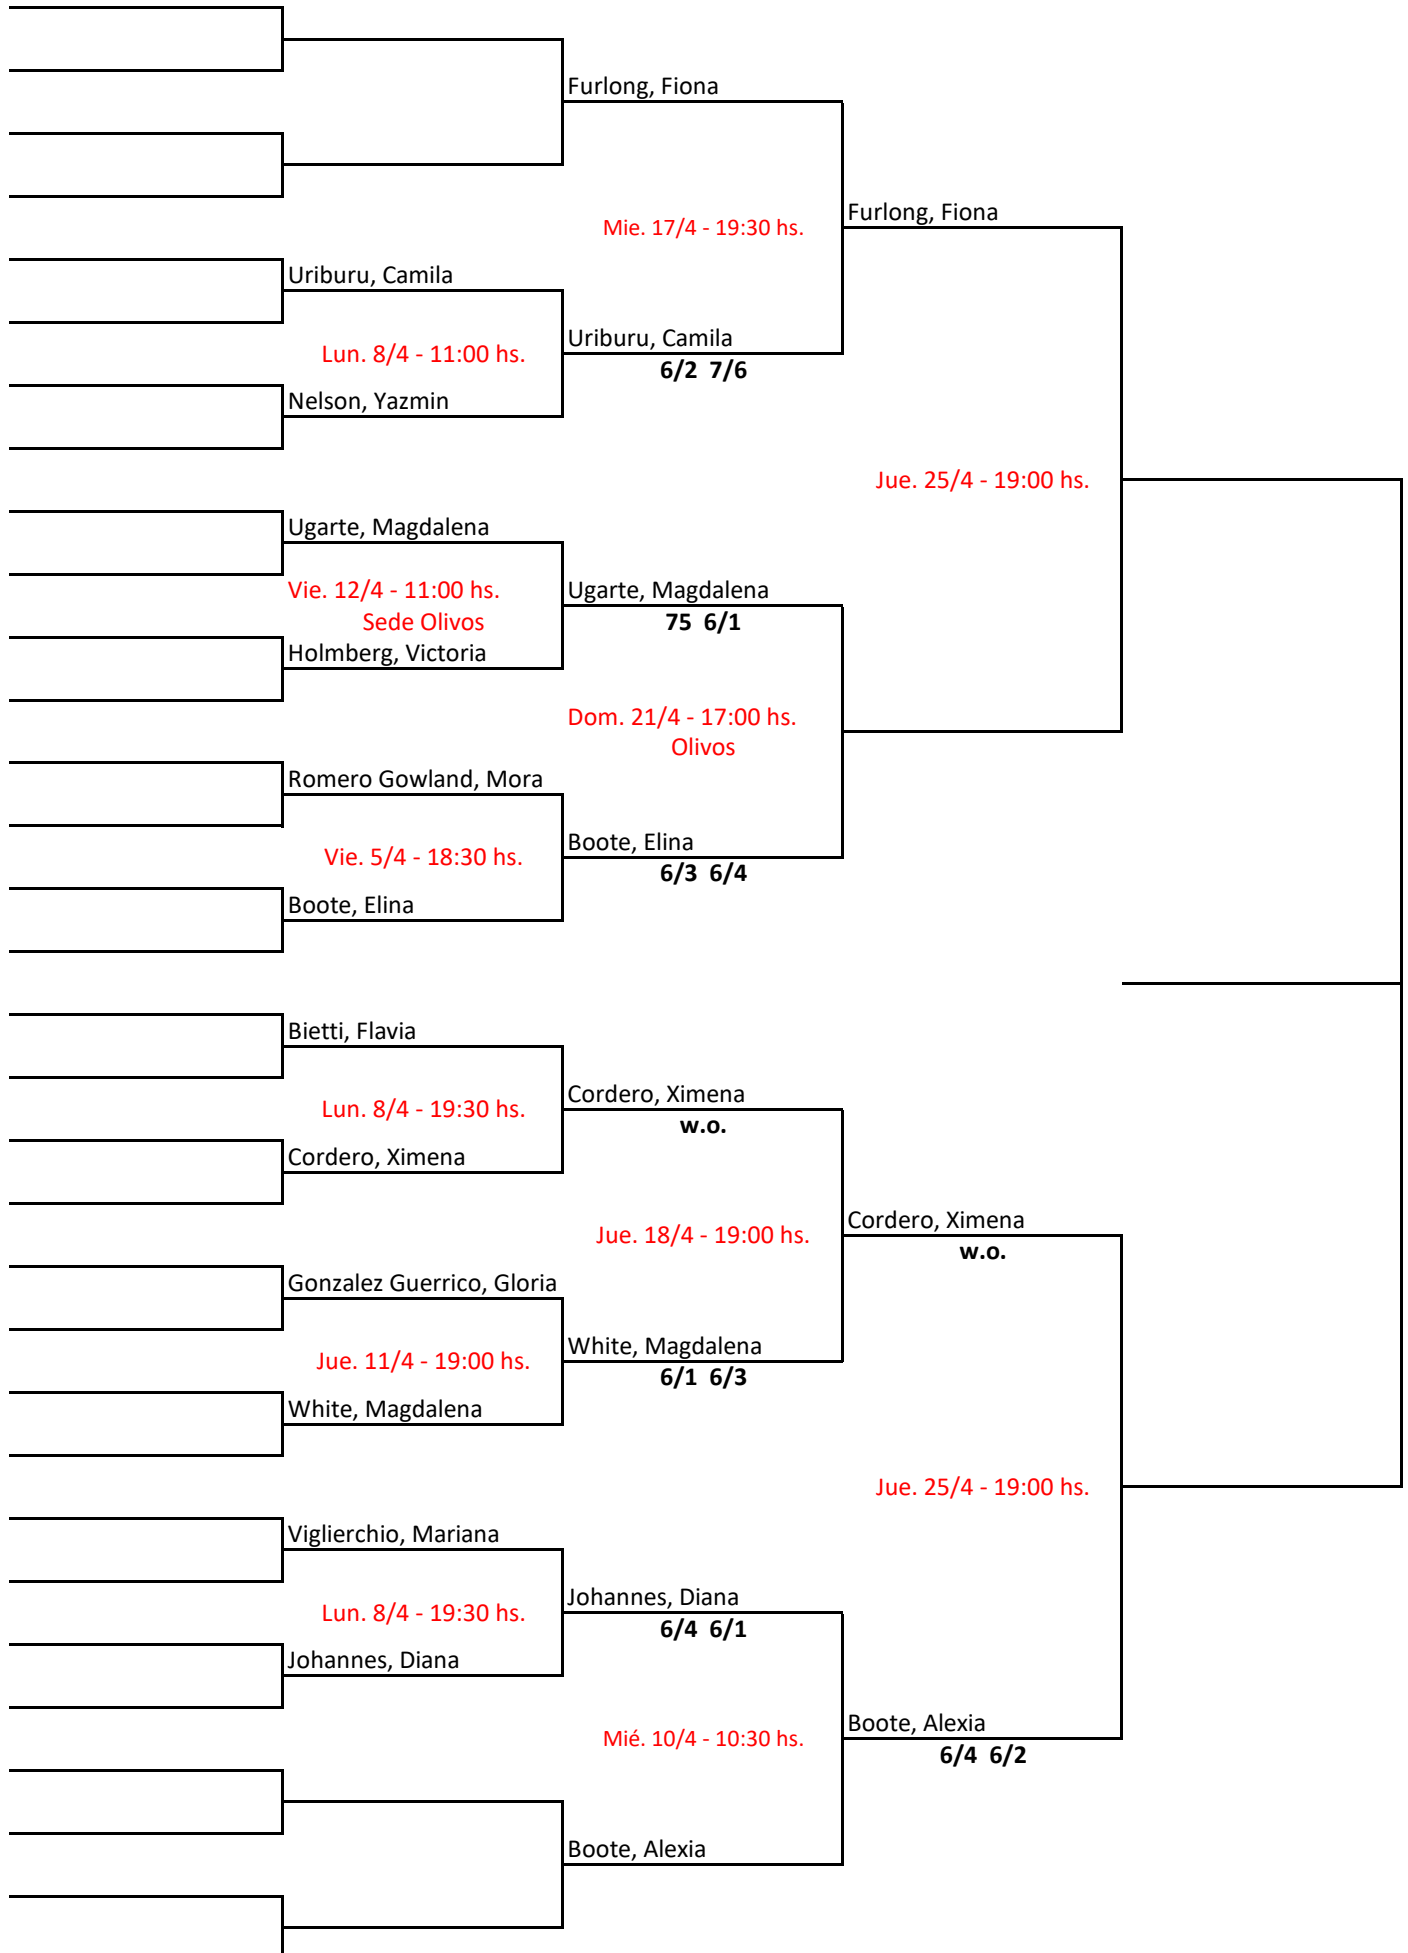 Furlong, Fiona
Mie. 17/4 - 19:30 hs.
Furlong, Fiona
Uriburu, Camila
Lun. 8/4 - 11:00 hs.
Uriburu, Camila
6/2 7/6
Nelson, Yazmin
Jue. 25/4 - 19:00 hs.
Ugarte, Magdalena
Vie. 12/4 - 11:00 hs.
Sede Olivos
Ugarte, Magdalena
75 6/1
Holmberg, Victoria
Dom. 21/4 - 17:00 hs.
Olivos
Romero Gowland, Mora
Vie. 5/4 - 18:30 hs.
Boote, Elina
6/3 6/4
Boote, Elina
Bietti, Flavia
Lun. 8/4 - 19:30 hs.
Cordero, Ximena
w.o.
Cordero, Ximena
Jue. 18/4 - 19:00 hs.
Cordero, Ximena
w.o.
Gonzalez Guerrico, Gloria
Jue. 11/4 - 19:00 hs.
White, Magdalena
6/1 6/3
White, Magdalena
Jue. 25/4 - 19:00 hs.
Viglierchio, Mariana
Lun. 8/4 - 19:30 hs.
Johannes, Diana
6/4 6/1
Johannes, Diana
Mié. 10/4 - 10:30 hs.
Boote, Alexia
6/4 6/2
Boote, Alexia